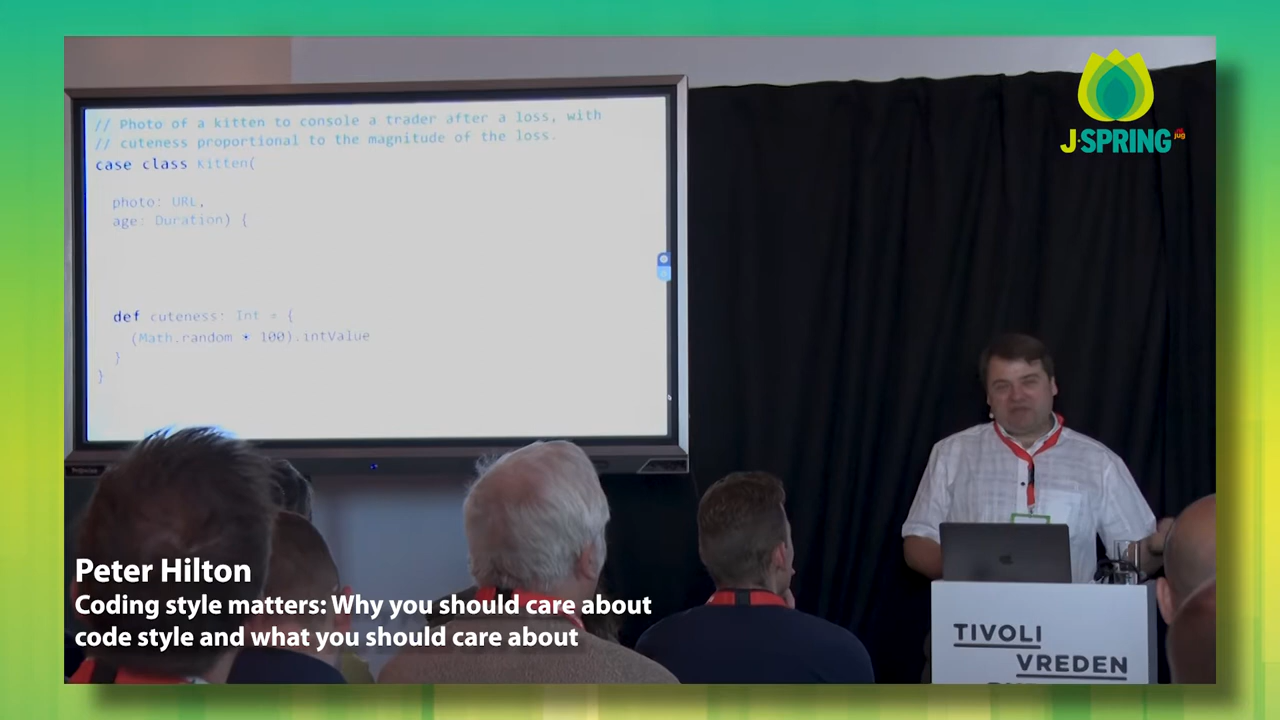 // Photo of a kitten to console a trader after a loss, with
// cuteness proportional to the magnitude of the loss.
case class Kitten(
photo: URL,
age: Duration) {
def cuteness: Int = {
(Math.random * 100).intValue
}
}
J-SPRING
nl
jug
Peter Hilton
Coding style matters: Why you should care about
code style and what you should care about
TIVOLI
VREDEN